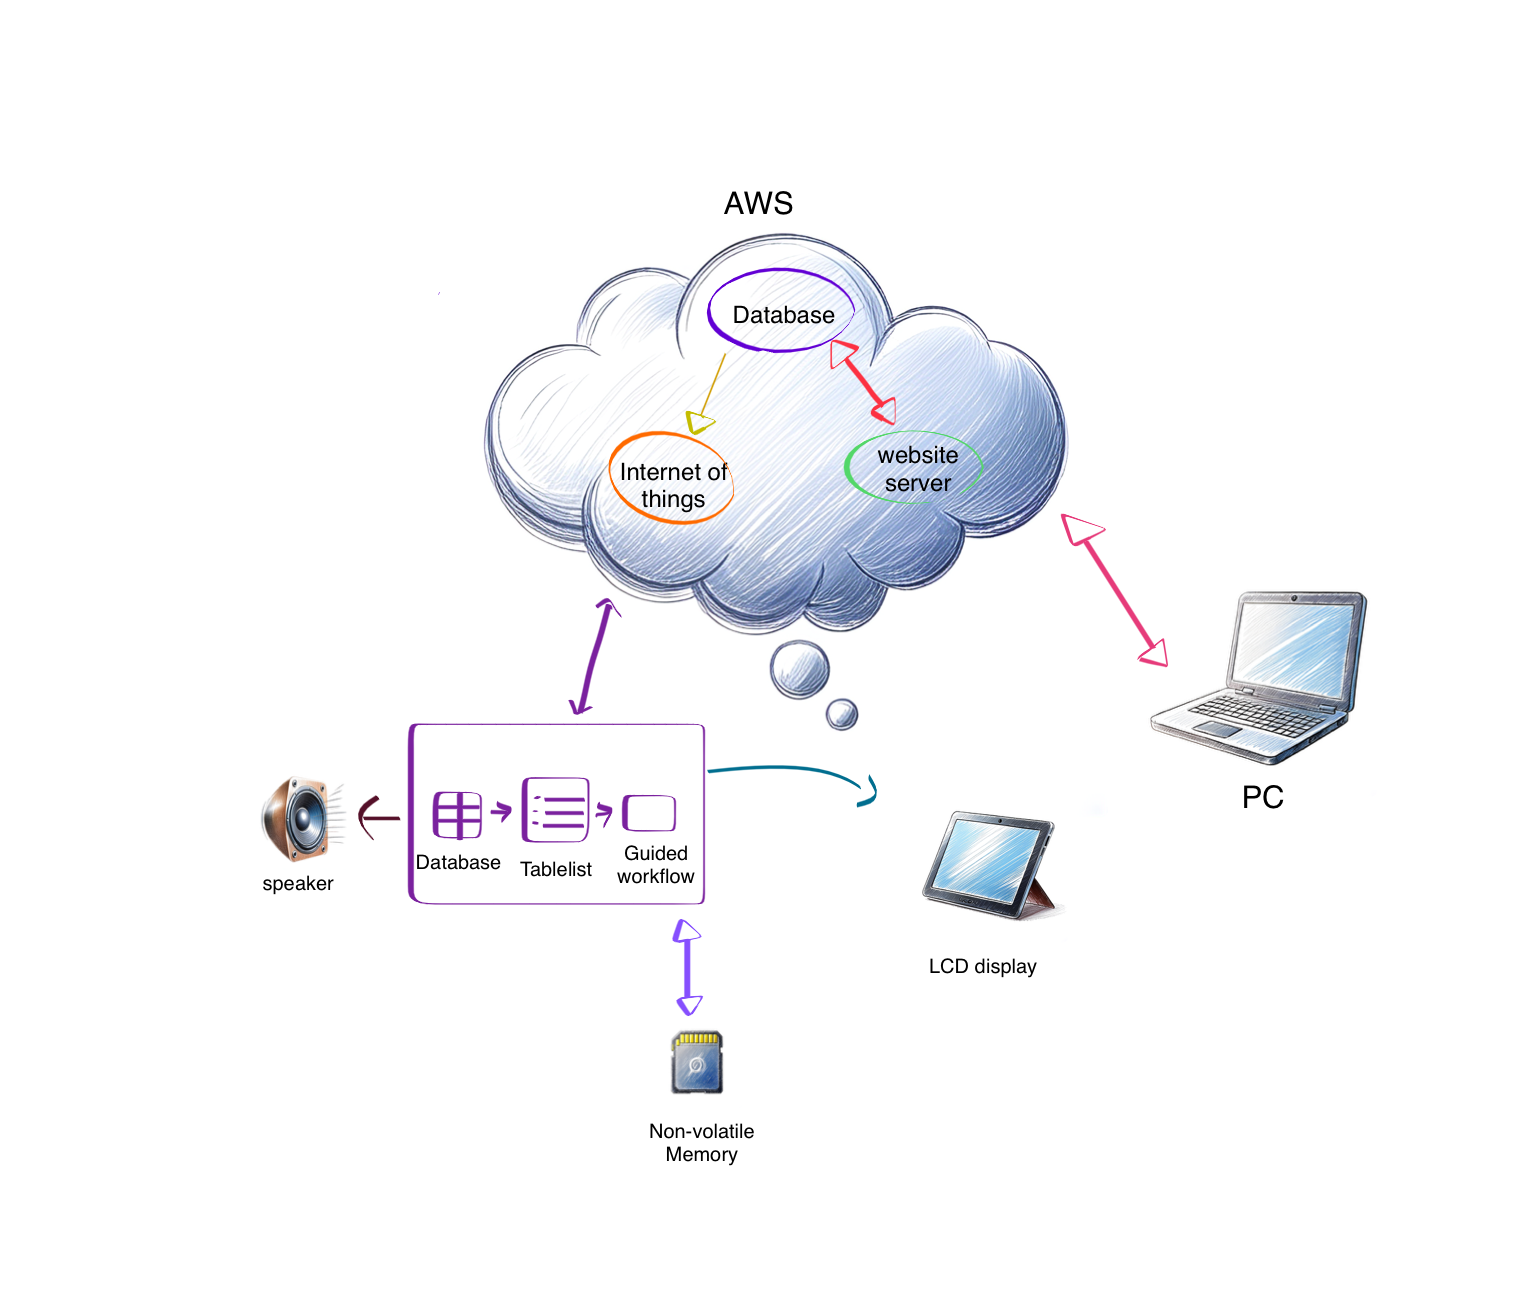 AWS
Database
Internet of
things
website
server
PC
speaker
Database
Tablelist
Guided
workflow
LCD display
Non-volatile
Memory